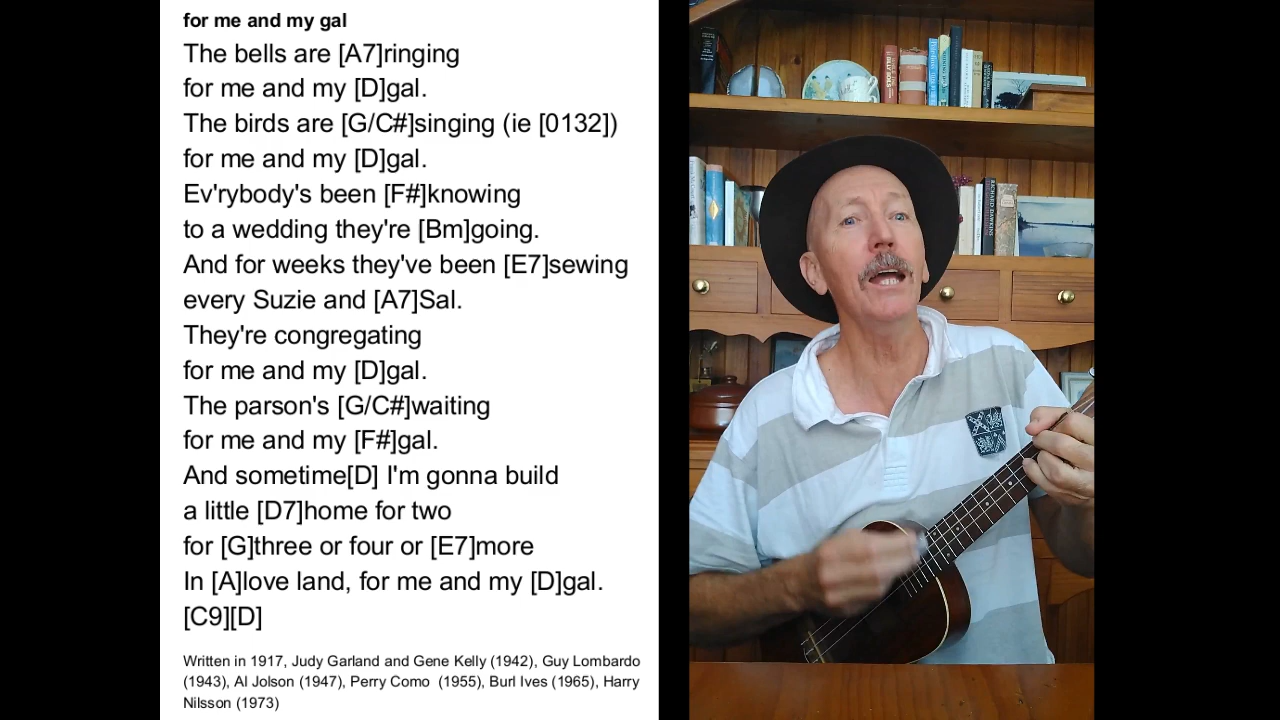 for me and my gal
The bells are [A7]ringing
for me and my [D]gal.
The birds are [G/C#]singing (ie [0132])
for me and my [D]gal.
Ev'rybody's been [F#]knowing
to a wedding they're [Bm]going.
And for weeks they've been [E7]sewing
every Suzie and [A7]Sal.
They're congregating
for me and my [D]gal.
The parson's [G/C#]waiting
for me and my [F#]gal.
And sometime[D] I'm gonna build
a little [D7]home for two
for [G]three or four or [E7]more
In [A]love land, for me and my [D]gal.
[C9][D]
Written in 1917, Judy Garland and Gene Kelly (1942), Guy Lombardo
(1943), Al Jolson (1947), Perry Como  (1955), Burl Ives (1965), Harry
Nilsson (1973)
RICHARD DAWKINS